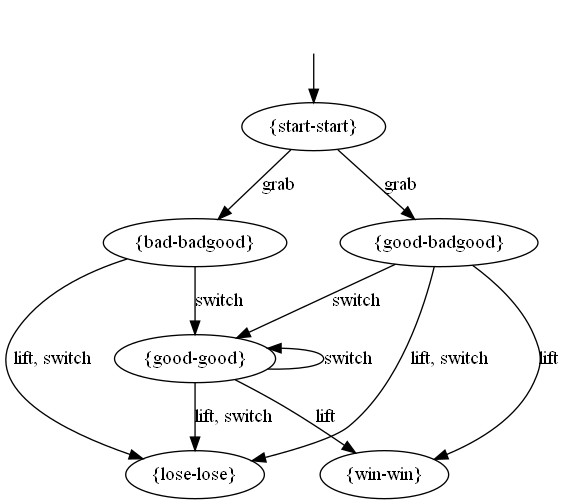 {start-start}
grab
grab
{bad-badgood}
{good-badgood}
switch
switch
lift, switch
{good-good}
switch
lift, switch
lift
lift, switch
lift
{lose-lose}
{win-win}